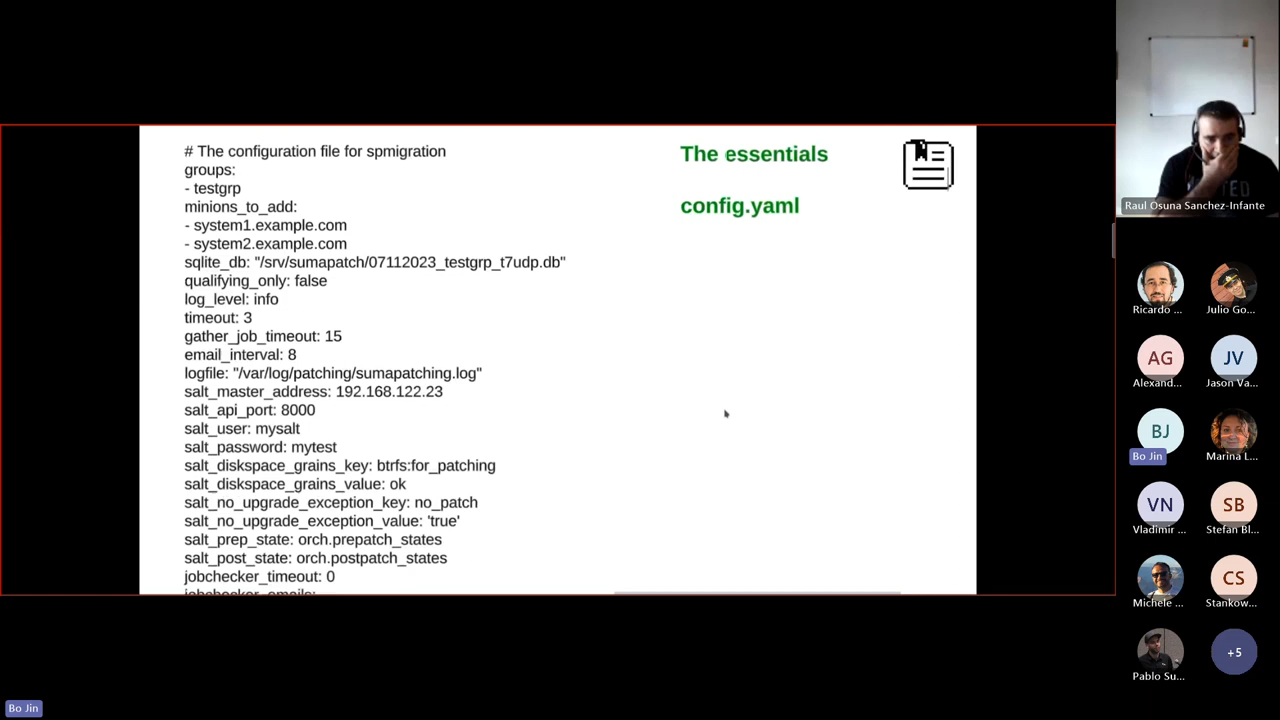 # The configuration file for spmigration
groups:
- testgrp
minions_to_add:
- system1.example.com
- system2.example.com
sqlite_db: "/srv/sumapatch/07112023_testgrp_t7udp.db"
qualifying_only: false
log_level: info
timeout: 3
gather_job_timeout: 15
email_interval: 8
logfile: "/var/log/patching/sumapatching.log"
salt_master_address: 192.168.122.23
salt_api_port: 8000
salt_user: mysalt
salt_password: mytest
salt_diskspace_grains_key: btrfs:for_patching
salt_diskspace_grains_value: ok
salt_no_upgrade_exception_key: no_patch
salt_no_upgrade_exception_value: 'true'
salt_prep_state: orch.prepatch_states
salt_post_state: orch.postpatch_states
jobchecker_timeout: 0
jobchecker_emails:
The essentials
config.yaml
Raul Osuna Sanchez-Infante
Ricardo ...
Julio Go...
AG
Alexand...
JV
Jason Va...
BJ
Bo Jin
Marina L...
VN
Vladimir ...
SB
Stefan Bl...
Michele ...
CS
Stankow...
Pablo Su...
+5
Bo Jin